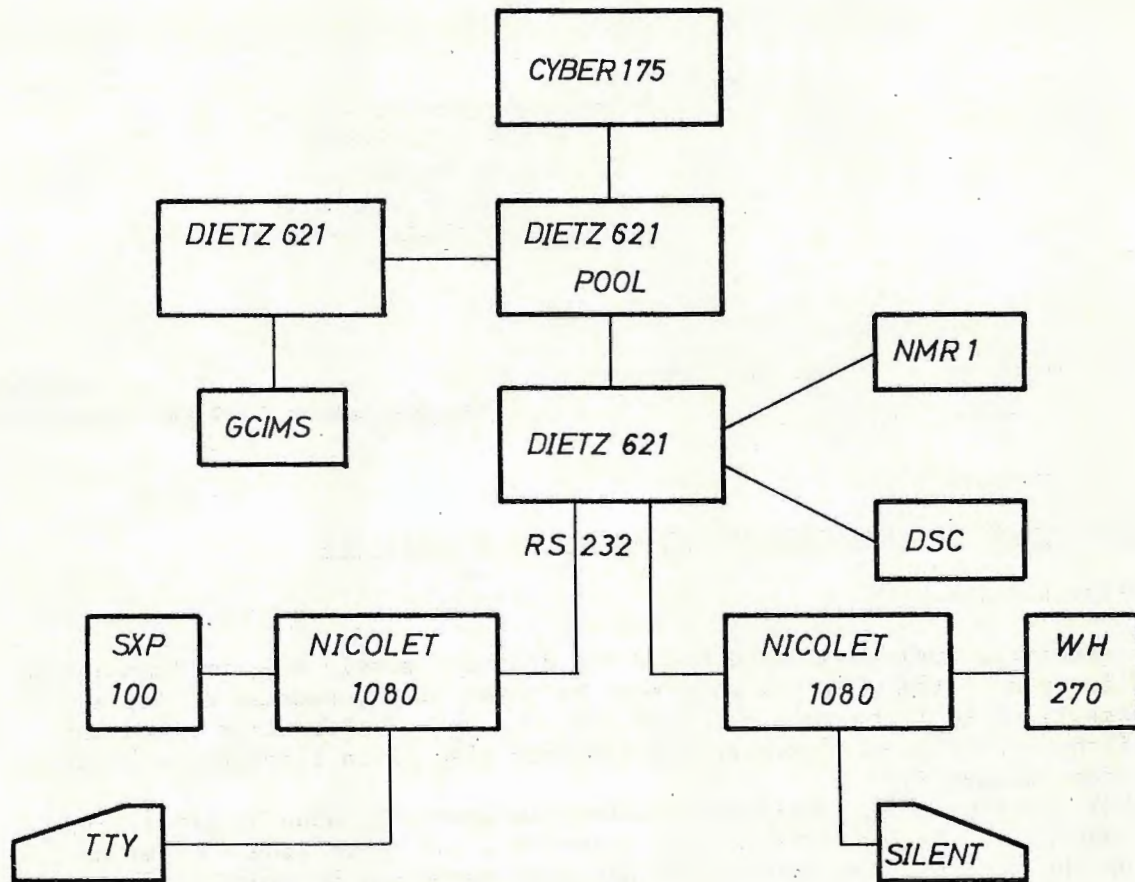 CYBER 175
DIETZ 621
DIETZ 621
POOL
NMR 1
GCIMS
DIETZ 621
DSC
RS 232
SXP
100
NICOLET
1080
NICOLET
1080
WH
270
TTY
SILENT